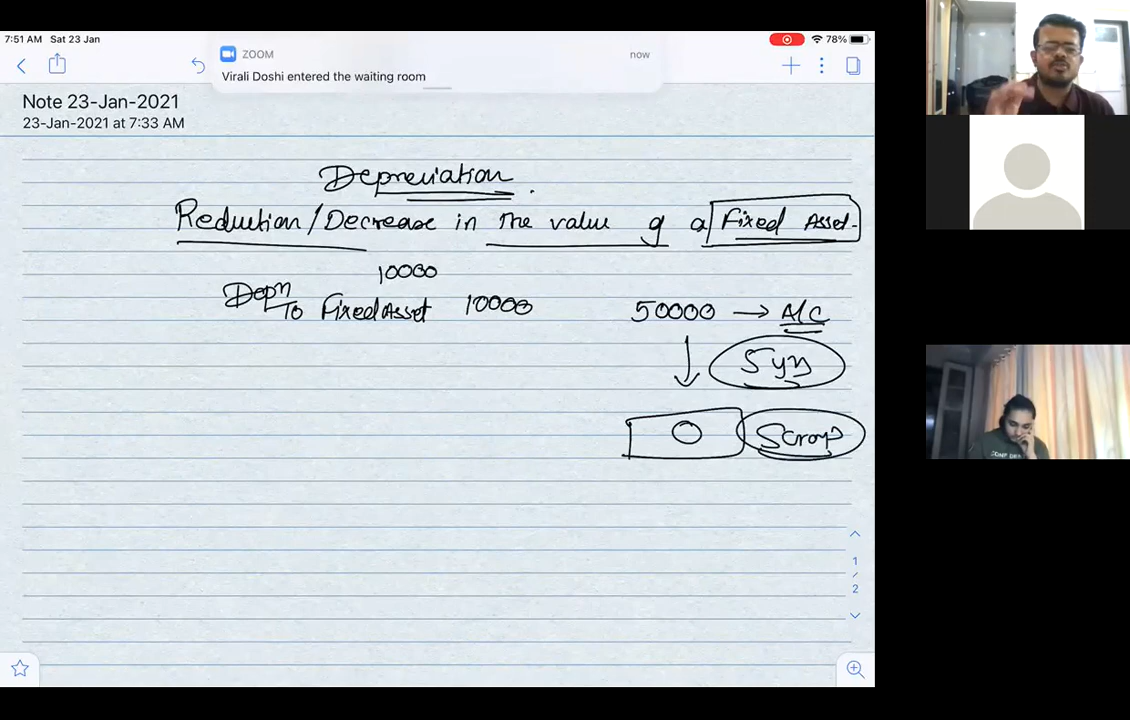 7:51 AM Sat 23 Jan
78%
ZOOM
now
Virali Doshi entered the waiting room
Note 23-Jan-2021
23-Jan-2021 at 7:33 AM
Depreciation
Reduction/Decrease in the value of a Fixed Asset.
10000
Depn
To Fixed Asset 10000
50000 → A/C
↓ 5 yrs
0 Scrap
1
/
2